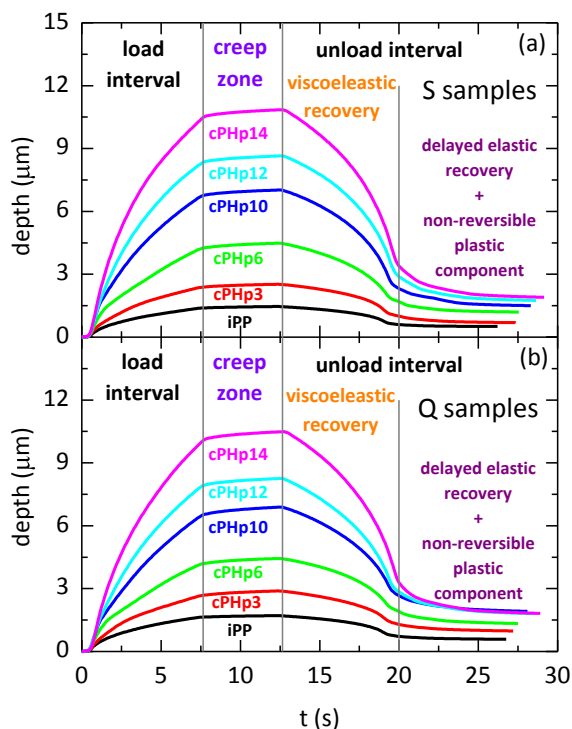 (a)
load
interval
creep
zone
unload interval
viscoeleastic
recovery
S samples
delayed elastic
recovery
+
non-reversible
plastic
component
cPHp14
cPHp12
cPHp10
cPHp6
cPHp3
iPP
depth (μm)
15
12
9
6
3
0
(b)
load
interval
creep
zone
unload interval
viscoeleastic
recovery
Q samples
delayed elastic
recovery
+
non-reversible
plastic
component
cPHp14
cPHp12
cPHp10
cPHp6
cPHp3
iPP
depth (μm)
12
9
6
3
0
0 5 10 15 20 25 30
t (s)